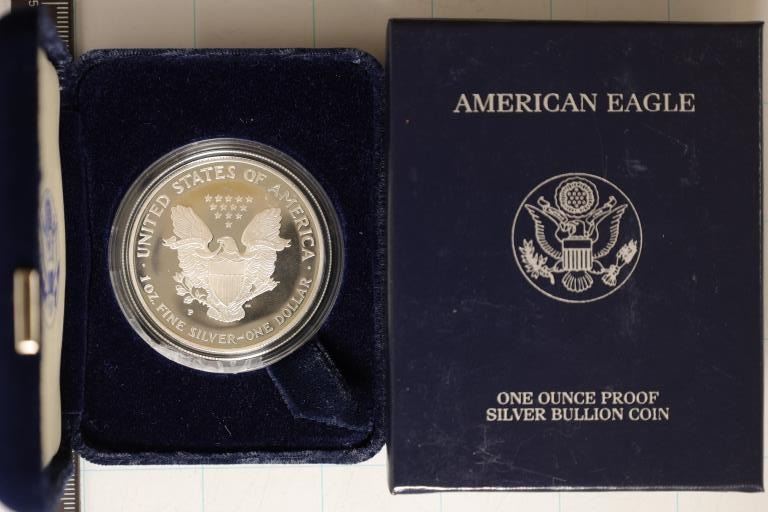 UNITED STATES OF AMERICA
1 OZ. FINE SILVER~ONE DOLLAR
P
AMERICAN EAGLE
ONE OUNCE PROOF
SILVER BULLION COIN